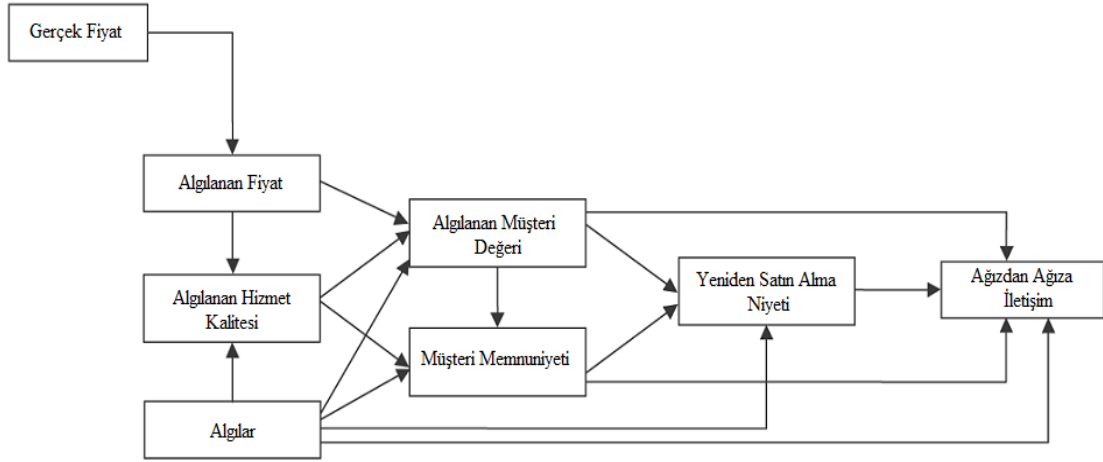 Gerçek Fiyat
Algılanan Fiyat
Algılanan Müşteri
Değeri
Algılanan Hizmet
Kalitesi
Yeniden Satın Alma
Niyeti
Ağızdan Ağıza
İletişim
Müşteri Memnuniyeti
Algılar